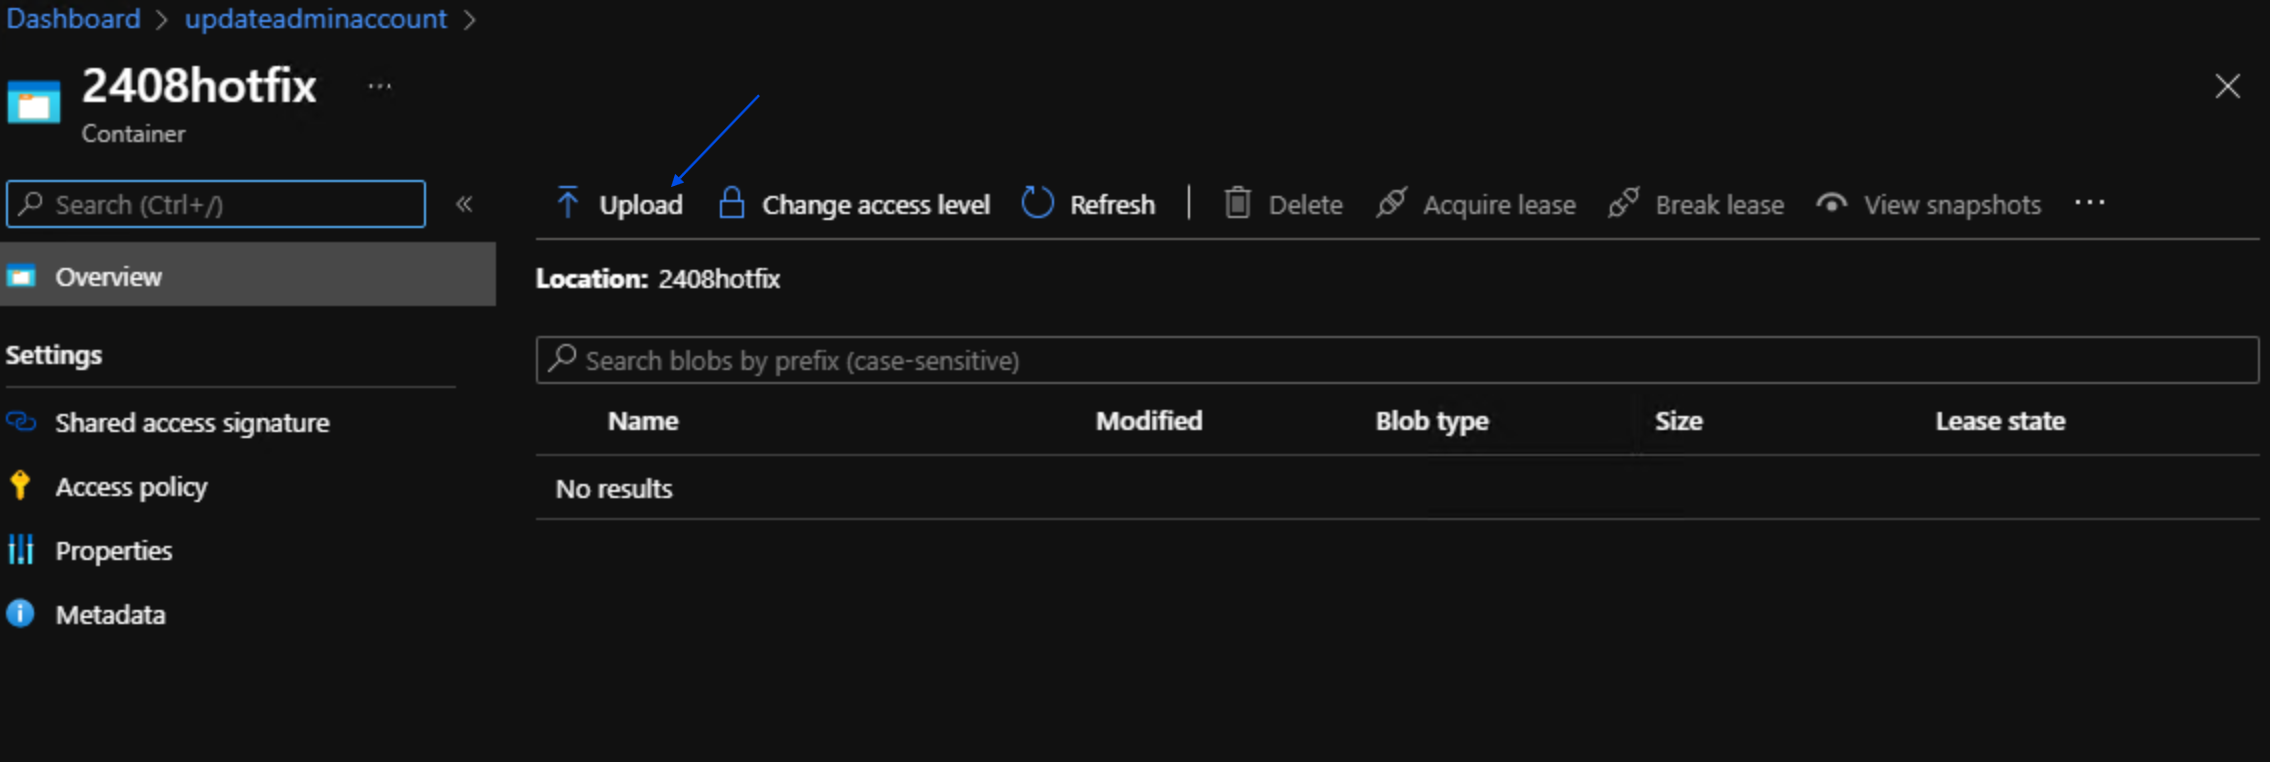 Dashboard > updateadminaccount >
2408hotfix ...
Container
Search (Ctrl+/) «
Upload Change access level Refresh | Delete Acquire lease Break lease View snapshots ...
Overview
Location: 2408hotfix
Settings
Search blobs by prefix (case-sensitive)
Shared access signature
Name Modified Blob type Size Lease state
Access policy
No results
Properties
Metadata